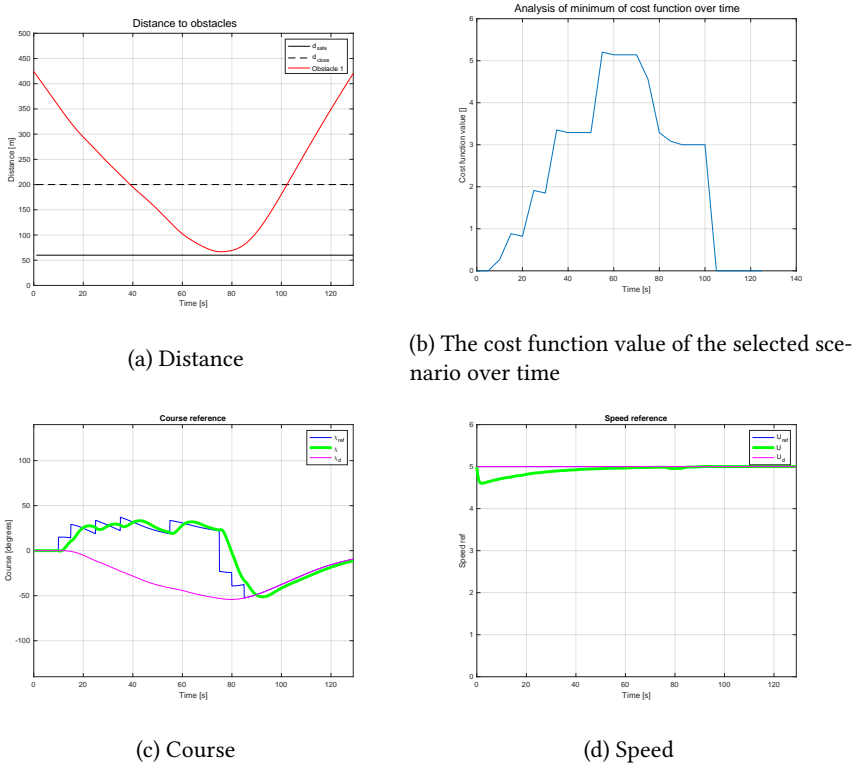 Distance to obstacles
d_safe
d_close
Obstacle 1
500
450
400
350
300
250
200
150
100
50
0
Distance [m]
0 20 40 60 80 100 120
Time [s]
(a) Distance
Analysis of minimum of cost function over time
6
5
4
3
2
1
0
Cost function value []
0 20 40 60 80 100 120 140
Time [s]
(b) The cost function value of the selected sce-
nario over time
Course reference
χ_ref
χ
χ_d
100
50
0
-50
-100
Course [degrees]
0 20 40 60 80 100 120
Time [s]
(c) Course
Speed reference
U_ref
U
U_d
6
5
4
3
2
1
0
Speed ref
0 20 40 60 80 100 120
Time [s]
(d) Speed